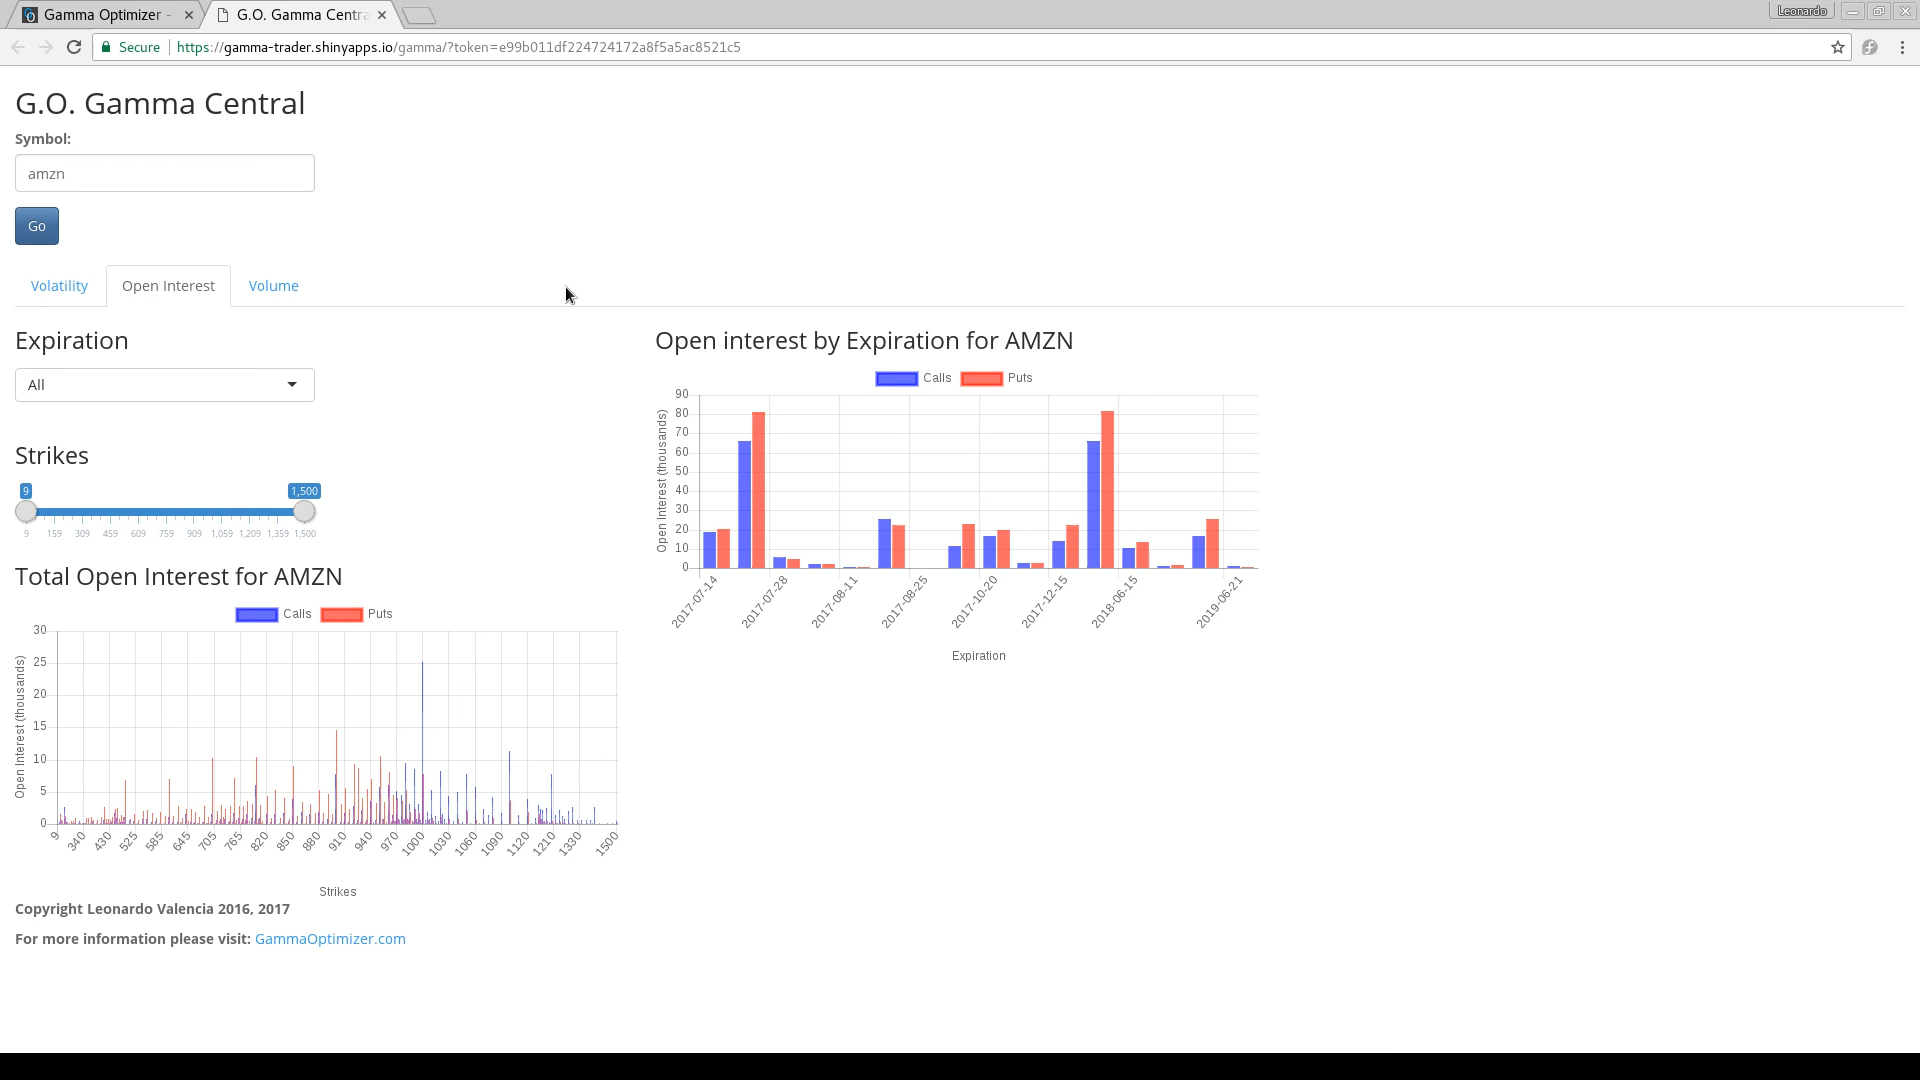 Gamma Optimizer -
G.O. Gamma Centra
Leonardo
Secure
https://gamma-trader.shinyapps.io/gamma/?token=e99b011df224724172a8f5a5ac8521c5
G.O. Gamma Central
Symbol:
amzn
Go
Volatility
Open Interest
Volume
Expiration
All
Strikes
9 1,500
9 159 309 459 609 759 909 1,059 1,209 1,359 1,500
Total Open Interest for AMZN
Calls Puts
Open Interest (thousands)
30
25
20
15
10
5
0
9 340 430 525 585 645 705 765 820 850 880 910 940 970 1000 1030 1060 1090 1120 1210 1330 1500
Strikes
Open interest by Expiration for AMZN
Calls Puts
Open Interest (thousands)
90
80
70
60
50
40
30
20
10
0
2017-07-14 2017-07-28 2017-08-11 2017-08-25 2017-10-20 2017-12-15 2018-06-15 2019-06-21
Expiration
Copyright Leonardo Valencia 2016, 2017
For more information please visit: GammaOptimizer.com